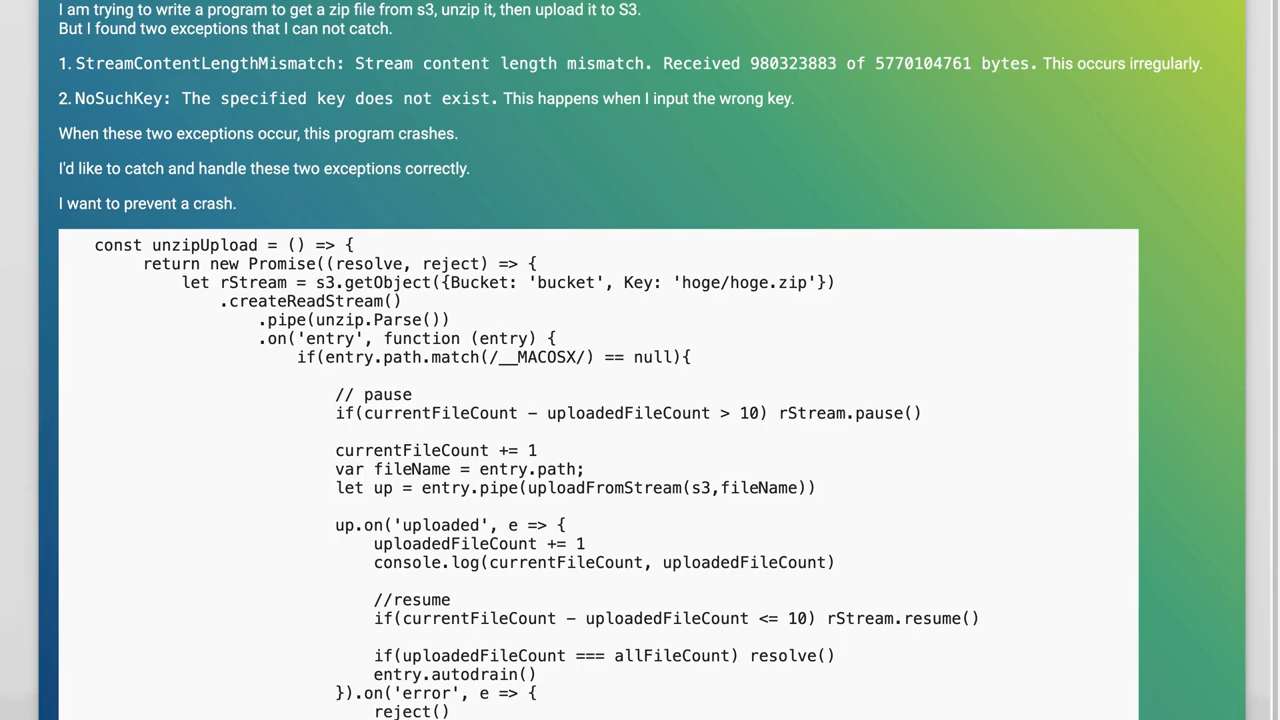 I am trying to write a program to get a zip file from s3, unzip it, then upload it to S3.
But I found two exceptions that I can not catch.
1. StreamContentLengthMismatch: Stream content length mismatch. Received 980323883 of 5770104761 bytes. This occurs irregularly.
2. NoSuchKey: The specified key does not exist. This happens when I input the wrong key.
When these two exceptions occur, this program crashes.
I'd like to catch and handle these two exceptions correctly.
I want to prevent a crash.
const unzipUpload = () => {
return new Promise((resolve, reject) => {
let rStream = s3.getObject({Bucket: 'bucket', Key: 'hoge/hoge.zip'})
.createReadStream()
.pipe(unzip.Parse())
.on('entry', function (entry) {
if(entry.path.match(/__MACOSX/) == null){
// pause
if(currentFileCount - uploadedFileCount > 10) rStream.pause()
currentFileCount += 1
var fileName = entry.path;
let up = entry.pipe(uploadFromStream(s3,fileName))
up.on('uploaded', e => {
uploadedFileCount += 1
console.log(currentFileCount, uploadedFileCount)
//resume
if(currentFileCount - uploadedFileCount <= 10) rStream.resume()
if(uploadedFileCount === allFileCount) resolve()
entry.autodrain()
}).on('error', e => {
reject()